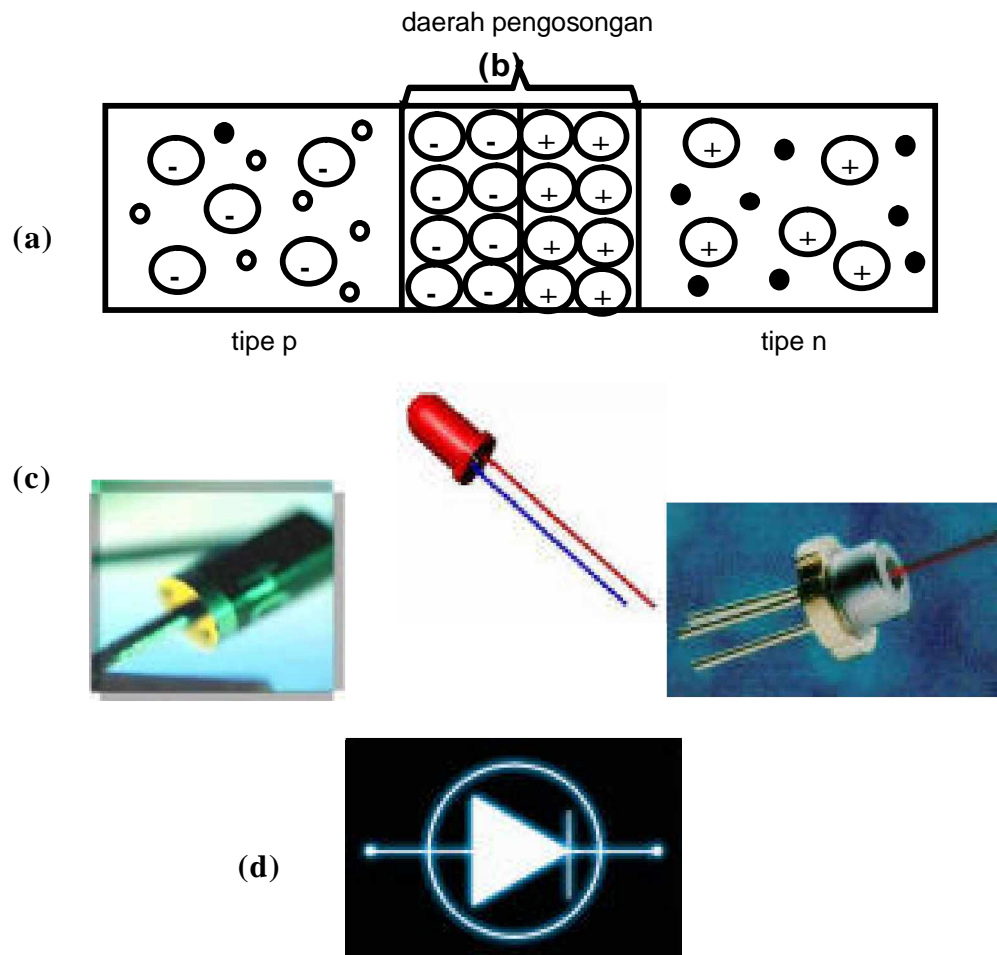 daerah pengosongan
(b)
(a)
- - - - - -
- - + +
- - + +
- - + +
- - + +
+ + + + + +
tipe p
tipe n
(c)
(d)